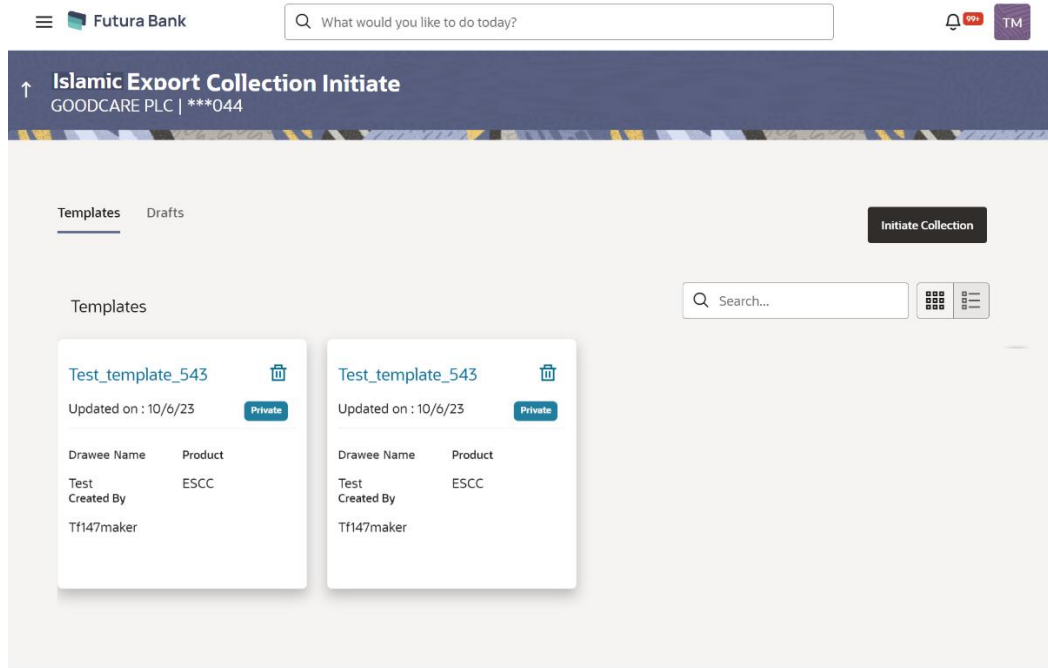 Futura Bank
What would you like to do today?
99+
TM
Islamic Export Collection Initiate
GOODCARE PLC | ***044
Templates Drafts
Initiate Collection
Templates
Search...
Test_template_543
Updated on : 10/6/23 Private
Drawee Name Product
Test ESCC
Created By
Tf147maker
Test_template_543
Updated on : 10/6/23 Private
Drawee Name Product
Test ESCC
Created By
Tf147maker